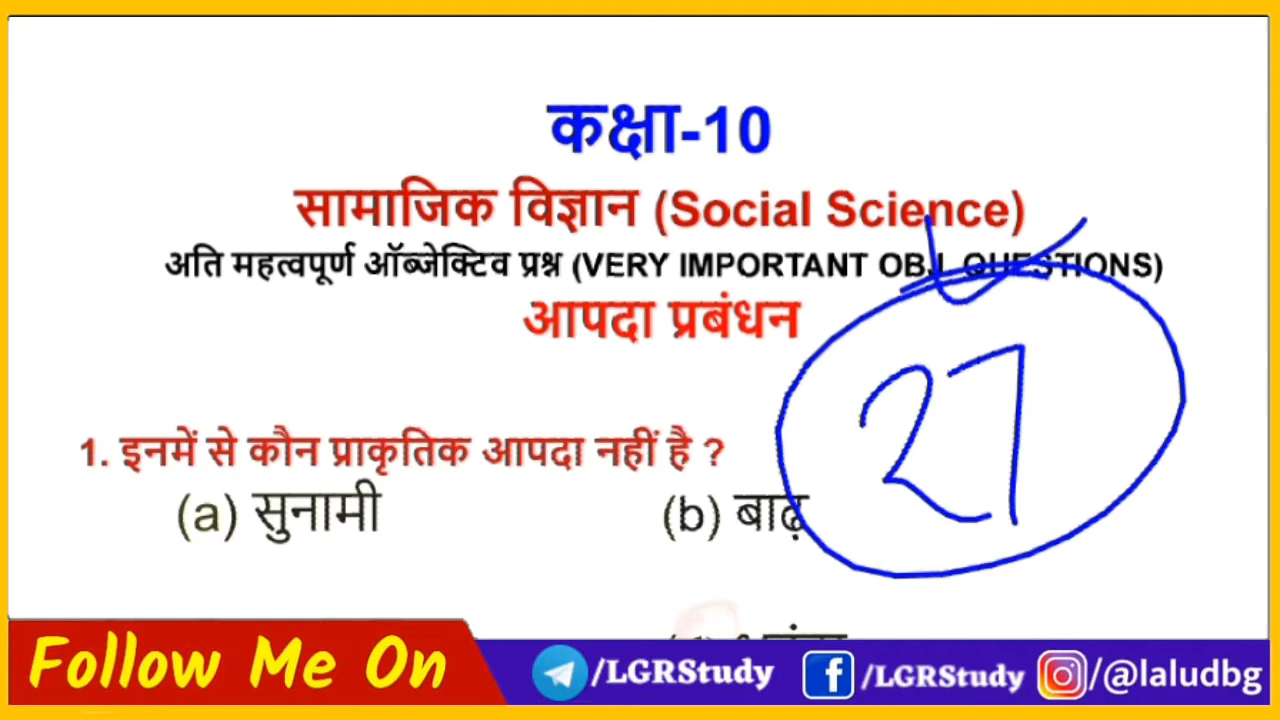 कक्षा-10
सामाजिक विज्ञान (Social Science)
अति महत्वपूर्ण ऑब्जेक्टिव प्रश्न (VERY IMPORTANT OBJ. QUESTIONS)
आपदा प्रबंधन
27
1. इनमें से कौन प्राकृतिक आपदा नहीं है ?
(a) सुनामी (b) बाढ़
Follow Me On /LGRStudy /LGRStudy /@laludbg